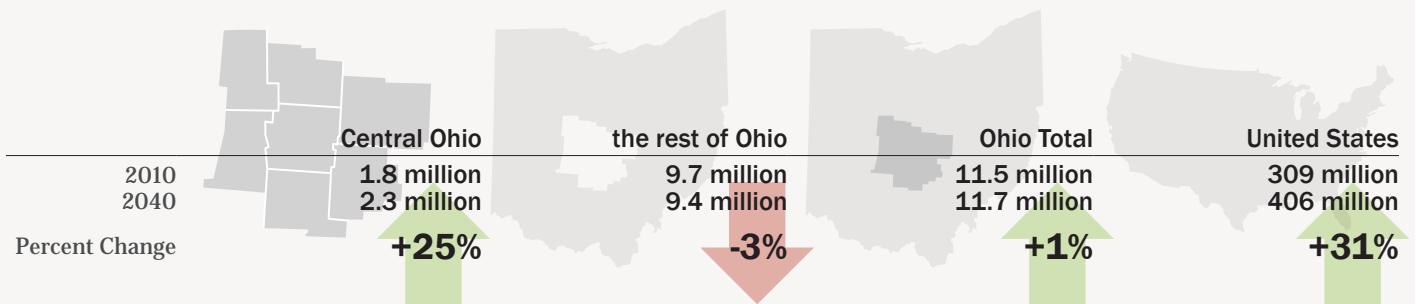 Central Ohio the rest of Ohio Ohio Total United States
2010 1.8 million 9.7 million 11.5 million 309 million
2040 2.3 million 9.4 million 11.7 million 406 million
Percent Change +25% -3% +1% +31%